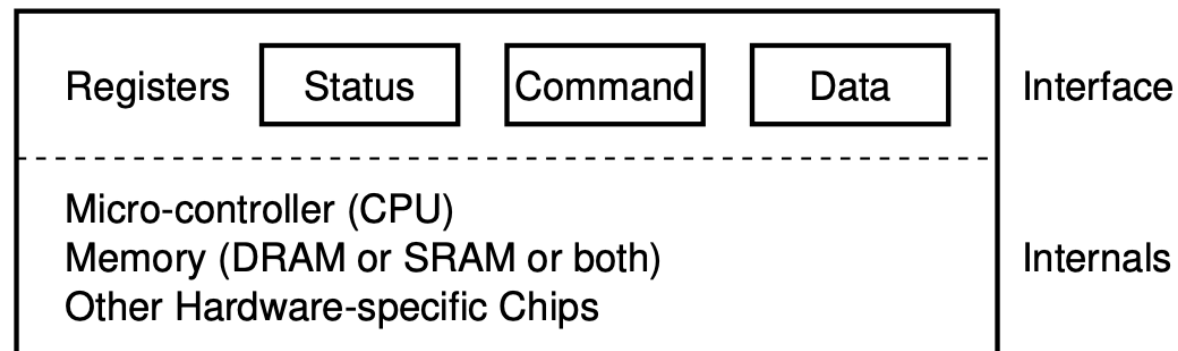 Registers Status Command Data Interface
Micro-controller (CPU)
Memory (DRAM or SRAM or both) Internals
Other Hardware-specific Chips